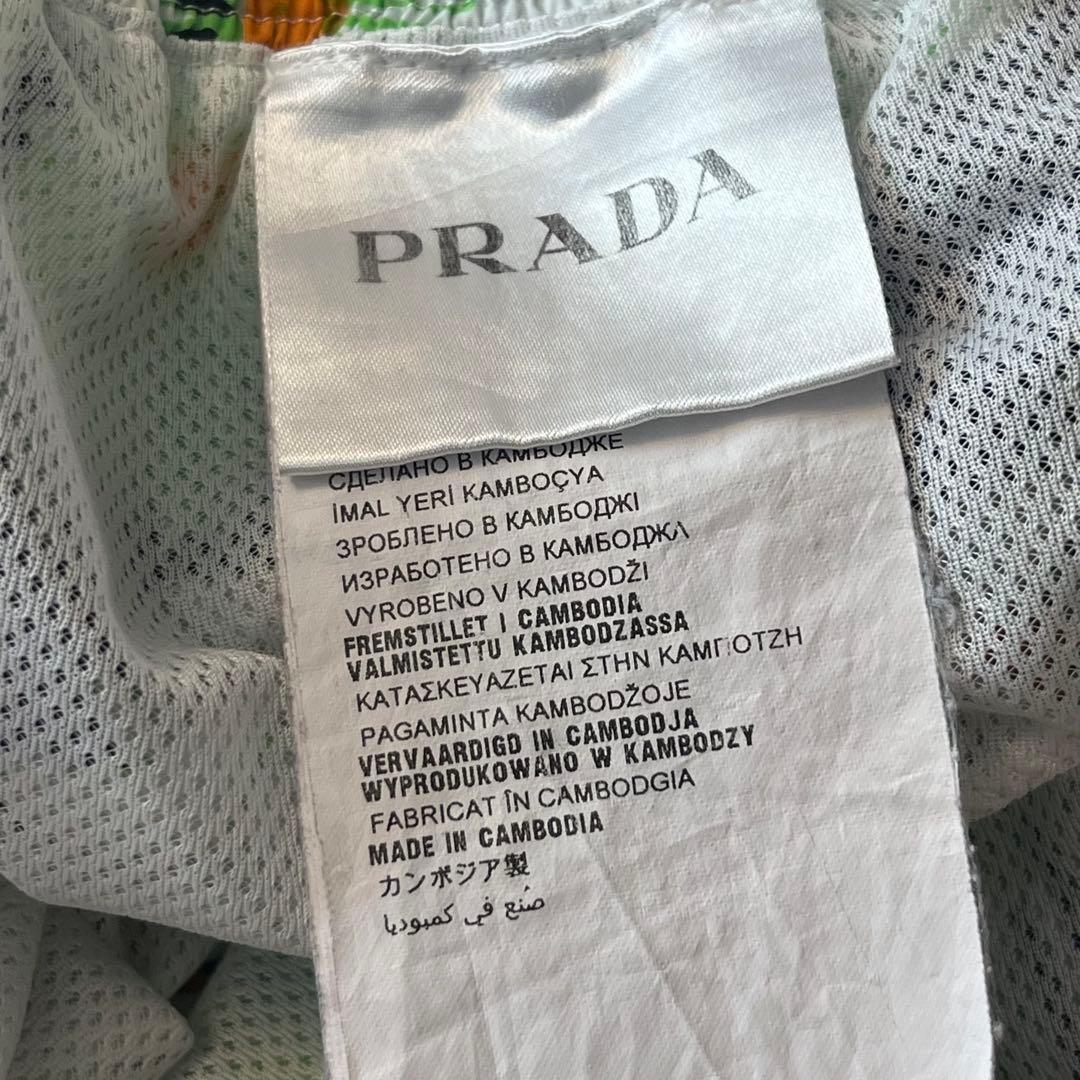 PRADA
СДЕЛАНО В КАМБОДЖЕ
İMAL YERİ KAMBOÇYA
ЗРОБЛЕНО В КАМБОДЖІ
ИЗРАБОТЕНО В КАМБОДЖА
VYROBENO V KAMBODŽI
FREMSTILLET I CAMBODIA
VALMISTETTU KAMBODZASSA
ΚΑΤΑΣΚΕΥΑΖΕΤΑΙ ΣΤΗΝ ΚΑΜΠΟΤΖΗ
PAGAMINTA KAMBODŽOJE
VERVAARDIGD IN CAMBODJA
WYPRODUKOWANO W KAMBODZY
FABRICAT ÎN CAMBODGIA
MADE IN CAMBODIA
カンボジア製
صُنع في كمبوديا